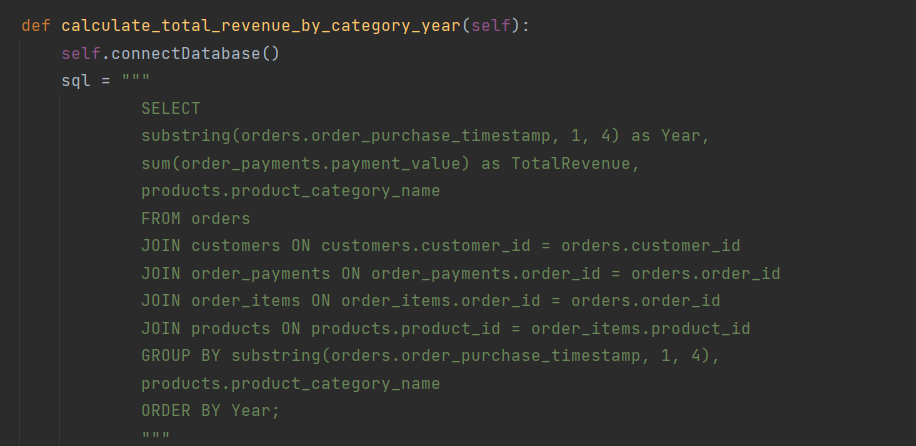 def calculate_total_revenue_by_category_year(self):
self.connectDatabase()
sql = """
SELECT
substring(orders.order_purchase_timestamp, 1, 4) as Year,
sum(order_payments.payment_value) as TotalRevenue,
products.product_category_name
FROM orders
JOIN customers ON customers.customer_id = orders.customer_id
JOIN order_payments ON order_payments.order_id = orders.order_id
JOIN order_items ON order_items.order_id = orders.order_id
JOIN products ON products.product_id = order_items.product_id
GROUP BY substring(orders.order_purchase_timestamp, 1, 4),
products.product_category_name
ORDER BY Year;
"""